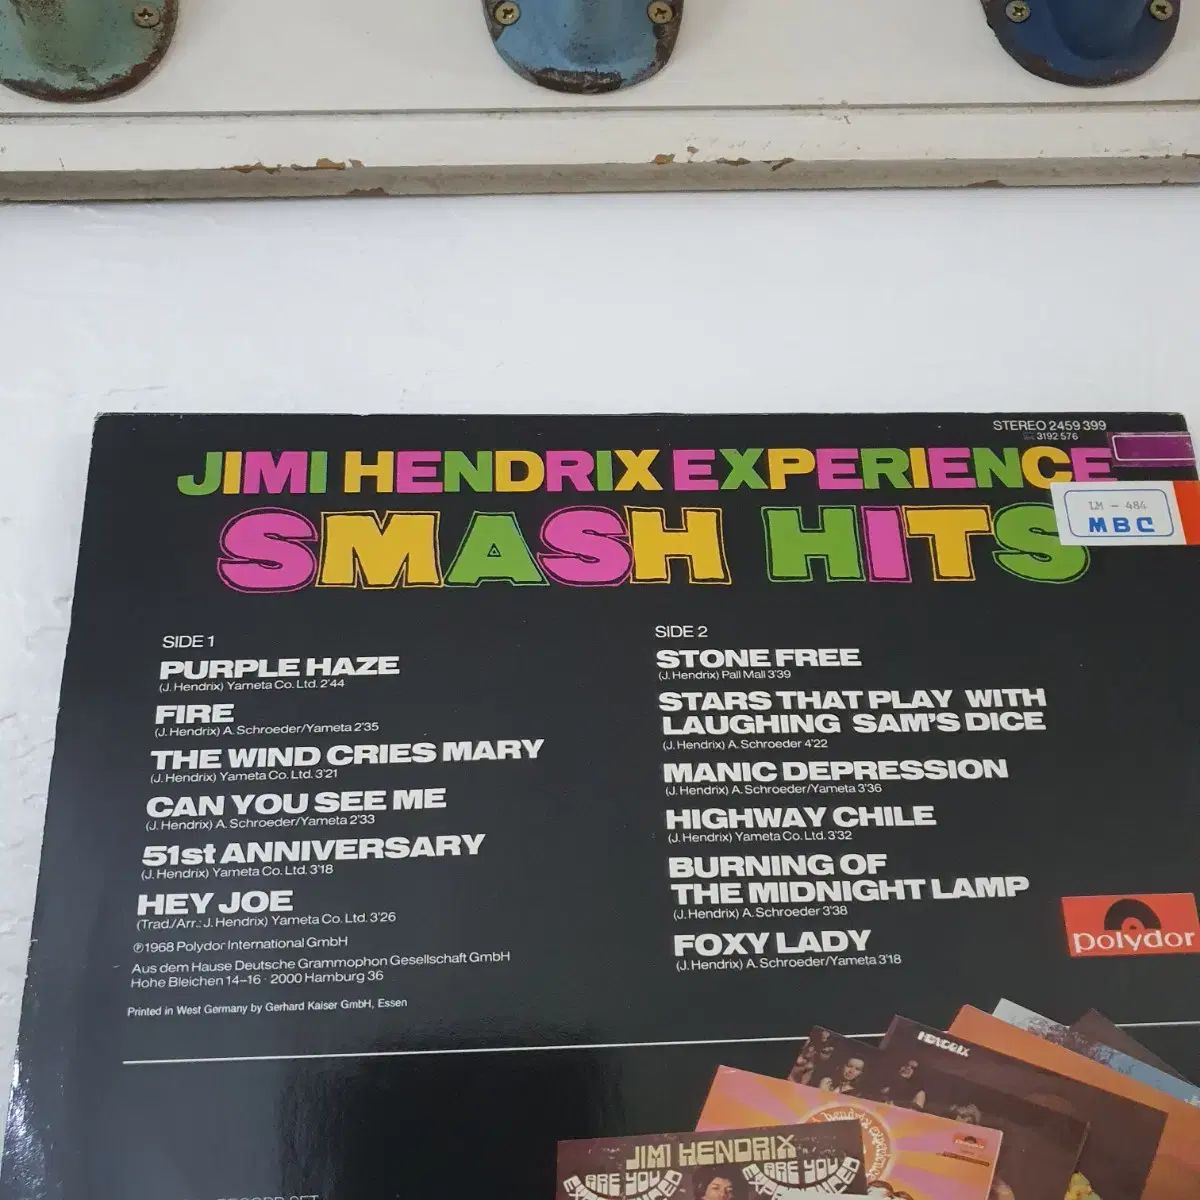 STEREO 2459 399
3192 576
JIMI HENDRIX EXPERIENCE
SMASH HITS
LM - 484
MBC
SIDE 1
PURPLE HAZE
(J. Hendrix) Yameta Co. Ltd. 2'44
FIRE
(J. Hendrix) A. Schroeder/Yameta 2'35
THE WIND CRIES MARY
(J. Hendrix) Yameta Co. Ltd. 3'21
CAN YOU SEE ME
(J. Hendrix) A. Schroeder/Yameta 2'33
51st ANNIVERSARY
(J. Hendrix) Yameta Co. Ltd. 3'18
HEY JOE
(Trad./Arr.: J. Hendrix) Yameta Co. Ltd. 3'26
℗1968 Polydor International GmbH
Aus dem Hause Deutsche Grammophon Gesellschaft GmbH
Hohe Bleichen 14–16 · 2000 Hamburg 36
Printed in West Germany by Gerhard Kaiser GmbH, Essen
SIDE 2
STONE FREE
(J. Hendrix) Pall Mall 3'39
STARS THAT PLAY WITH
LAUGHING SAM'S DICE
(J. Hendrix) A. Schroeder 4'22
MANIC DEPRESSION
(J. Hendrix) A. Schroeder/Yameta 3'36
HIGHWAY CHILE
(J. Hendrix) Yameta Co. Ltd. 3'32
BURNING OF
THE MIDNIGHT LAMP
(J. Hendrix) A. Schroeder 3'38
FOXY LADY
(J. Hendrix) A. Schroeder/Yameta 3'18
polydor
HENDRIX
JIMI HENDRIX
ARE YOU
ARE YOU